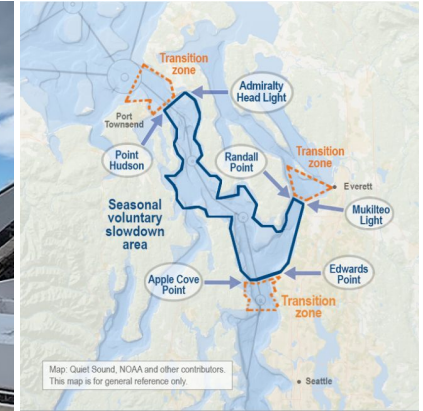 Transition
zone
Admiralty
Head Light
Port
Townsend
Point
Hudson
Randall
Point
Transition
zone
Everett
Mukilteo
Light
Seasonal
voluntary
slowdown
area
Apple Cove
Point
Edwards
Point
Transition
zone
Map: Quiet Sound, NOAA and other contributors.
This map is for general reference only.
Seattle